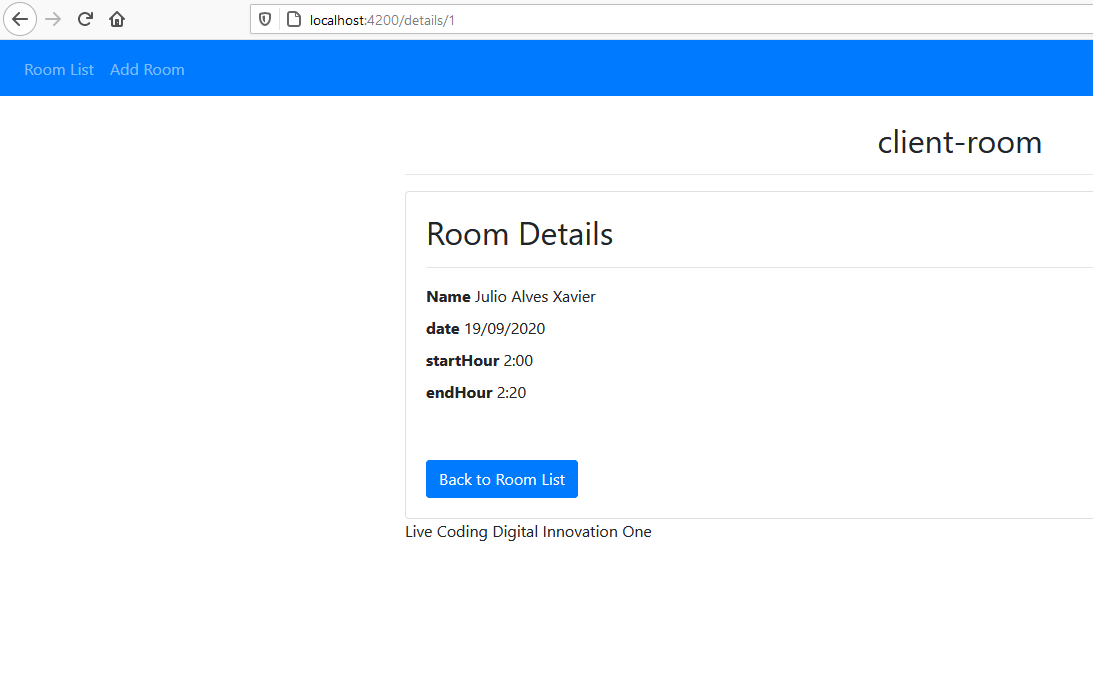 localhost:4200/details/1
Room List Add Room
client-room
Room Details
Name Julio Alves Xavier
date 19/09/2020
startHour 2:00
endHour 2:20
Back to Room List
Live Coding Digital Innovation One